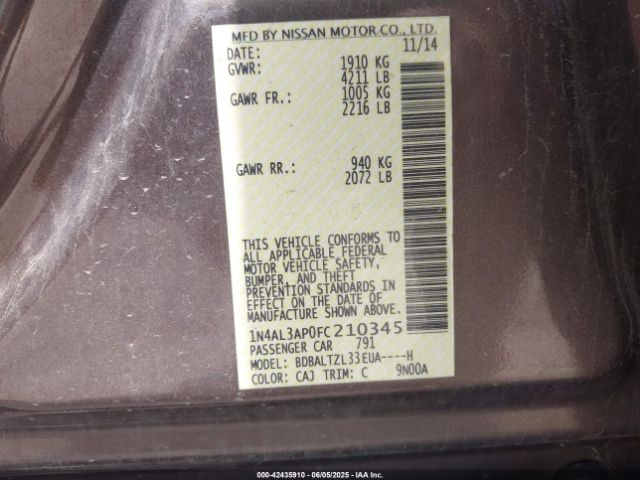 MFD BY NISSAN MOTOR CO., LTD.
DATE: 11/14
GVWR: 1910 KG
4211 LB
GAWR FR.: 1005 KG
2216 LB
GAWR RR.: 940 KG
2072 LB
THIS VEHICLE CONFORMS TO
ALL APPLICABLE FEDERAL
MOTOR VEHICLE SAFETY,
BUMPER, AND THEFT
PREVENTION STANDARDS IN
EFFECT ON THE DATE OF
MANUFACTURE SHOWN ABOVE.
1N4AL3AP0FC210345
PASSENGER CAR 791
MODEL: BDBALTZL33EUA----H
COLOR: CAJ TRIM: C 9N00A
000-42435910 - 06/05/2025 - IAA Inc.